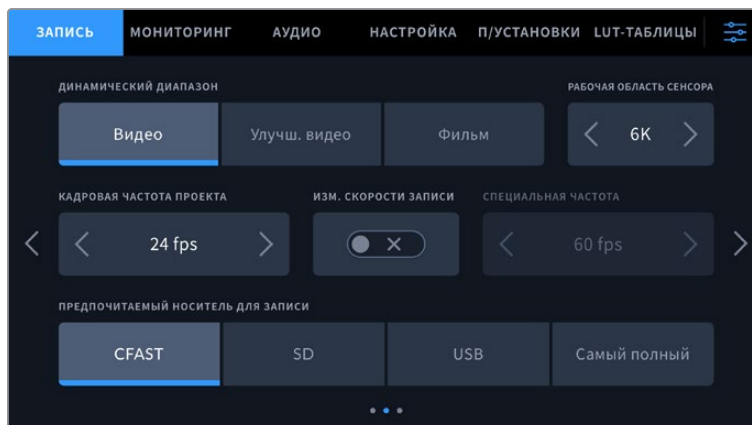 ЗАПИСЬ МОНИТОРИНГ АУДИО НАСТРОЙКА П/УСТАНОВКИ LUT-ТАБЛИЦЫ
ДИНАМИЧЕСКИЙ ДИАПАЗОН РАБОЧАЯ ОБЛАСТЬ СЕНСОРА
Видео Улучш. видео Фильм 6K
КАДРОВАЯ ЧАСТОТА ПРОЕКТА ИЗМ. СКОРОСТИ ЗАПИСИ СПЕЦИАЛЬНАЯ ЧАСТОТА
24 fps 60 fps
ПРЕДПОЧИТАЕМЫЙ НОСИТЕЛЬ ДЛЯ ЗАПИСИ
CFAST SD USB Самый полный